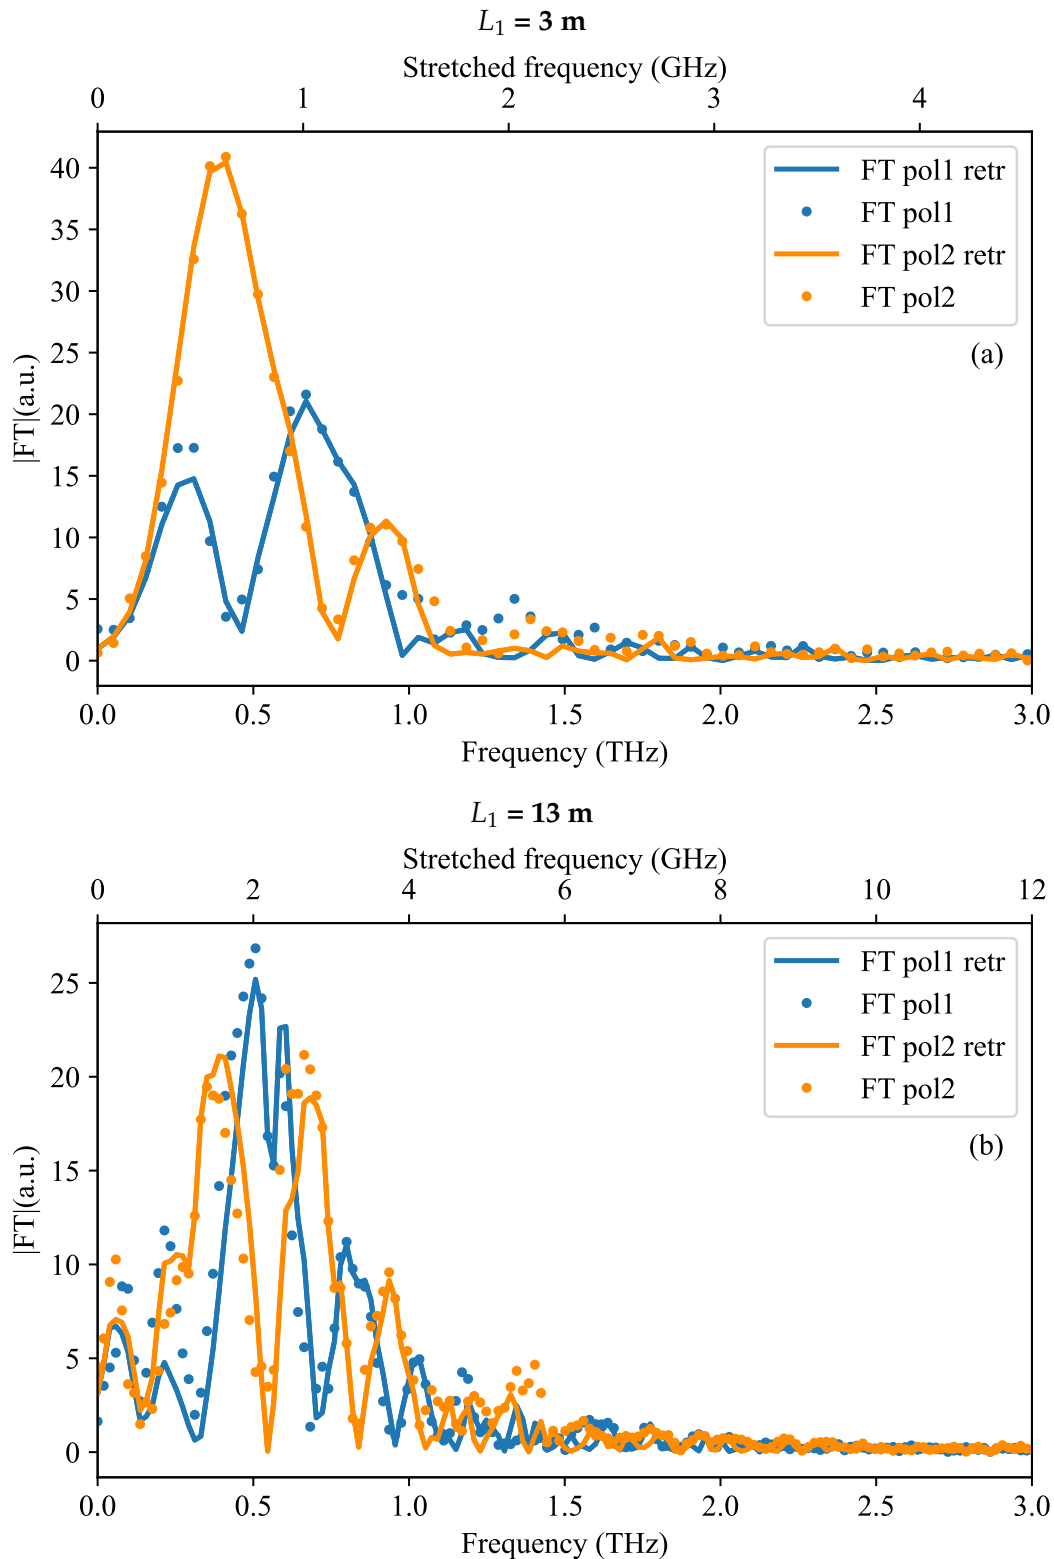 L₁ = 3 m
Stretched frequency (GHz)
0 1 2 3 4
40
35
30
25
20
15
10
5
0
|FT|(a.u.)
FT pol1 retr
FT pol1
FT pol2 retr
FT pol2
(a)
0.0 0.5 1.0 1.5 2.0 2.5 3.0
Frequency (THz)
L₁ = 13 m
Stretched frequency (GHz)
0 2 4 6 8 10 12
25
20
15
10
5
0
|FT|(a.u.)
FT pol1 retr
FT pol1
FT pol2 retr
FT pol2
(b)
0.0 0.5 1.0 1.5 2.0 2.5 3.0
Frequency (THz)